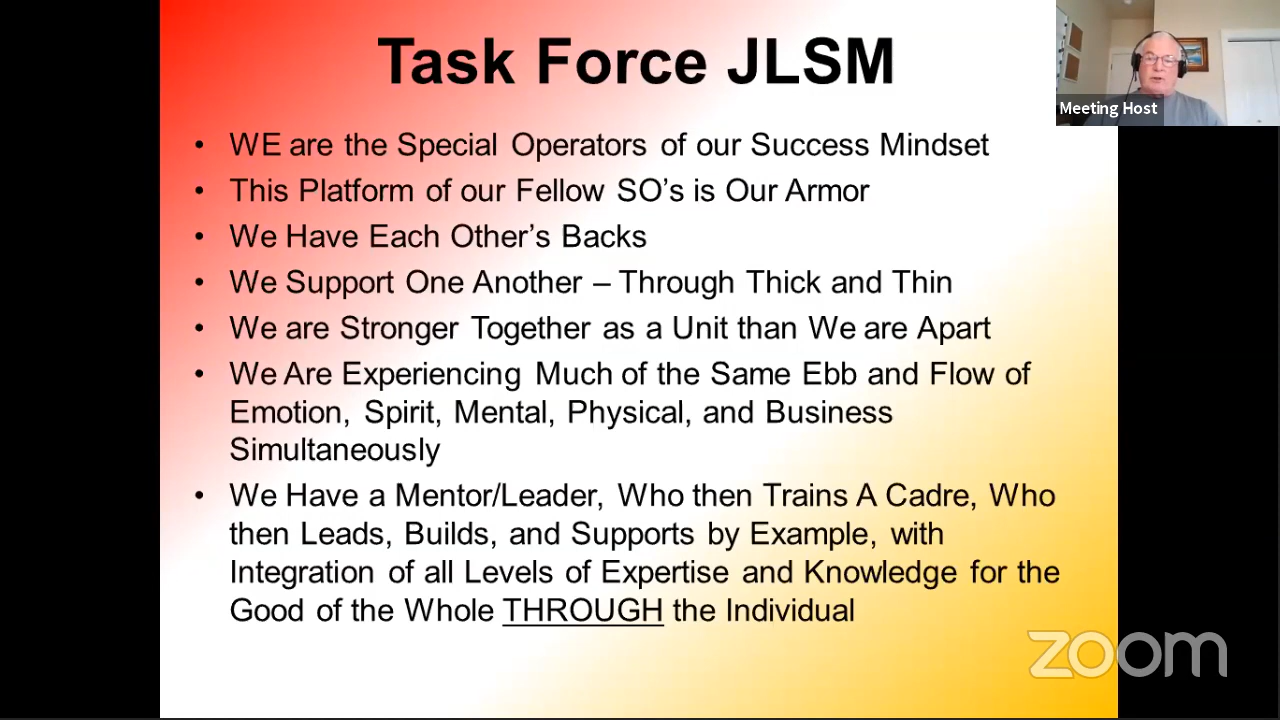 Task Force JLSM
Meeting Host
• WE are the Special Operators of our Success Mindset
• This Platform of our Fellow SO’s is Our Armor
• We Have Each Other’s Backs
• We Support One Another – Through Thick and Thin
• We are Stronger Together as a Unit than We are Apart
• We Are Experiencing Much of the Same Ebb and Flow of
Emotion, Spirit, Mental, Physical, and Business
Simultaneously
• We Have a Mentor/Leader, Who then Trains A Cadre, Who
then Leads, Builds, and Supports by Example, with
Integration of all Levels of Expertise and Knowledge for the
Good of the Whole THROUGH the Individual
zoom